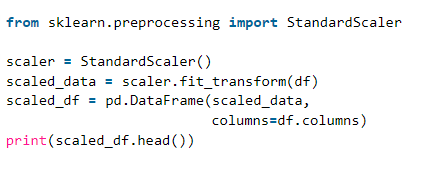 from sklearn.preprocessing import StandardScaler
scaler = StandardScaler()
scaled_data = scaler.fit_transform(df)
scaled_df = pd.DataFrame(scaled_data,
columns=df.columns)
print(scaled_df.head())